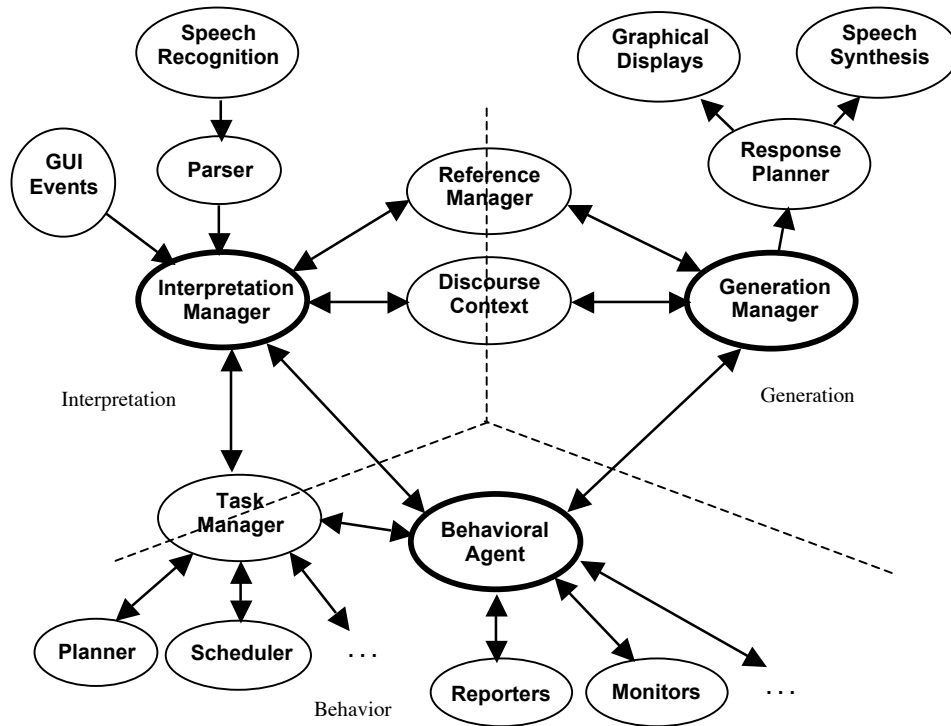 Speech
Recognition
Graphical
Displays
Speech
Synthesis
GUI
Events
Parser
Reference
Manager
Response
Planner
Interpretation
Manager
Discourse
Context
Generation
Manager
Interpretation
Generation
Task
Manager
Behavioral
Agent
Planner
Scheduler
. . .
Reporters
Monitors
. . .
Behavior